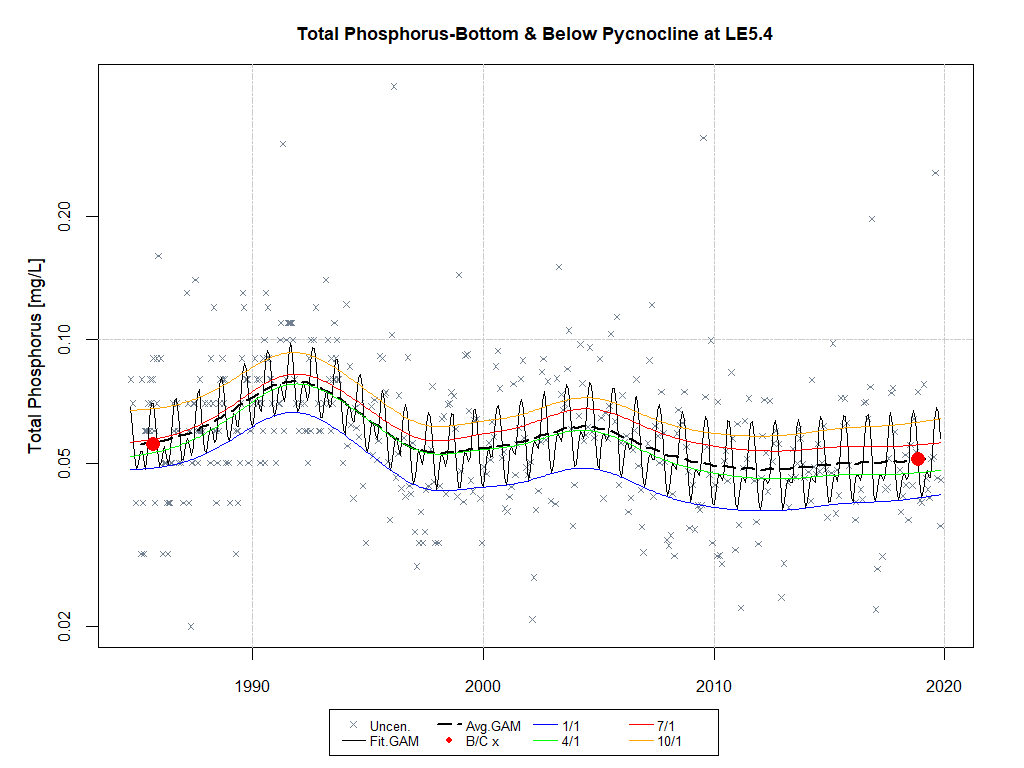 Total Phosphorus-Bottom & Below Pycnocline at LE5.4
Total Phosphorus [mg/L]
0.20
0.10
0.05
0.02
1990 2000 2010 2020
Uncen. Avg.GAM 1/1 7/1
Fit.GAM B/C x 4/1 10/1